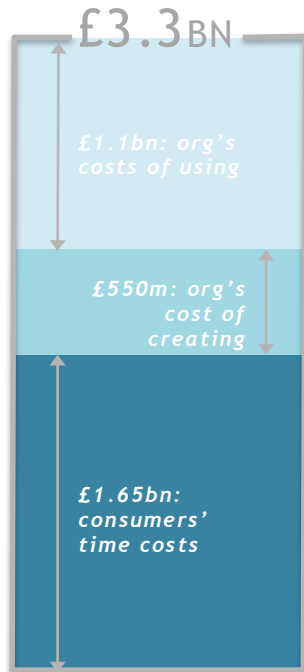 £3.3BN
£1.1bn: org's
costs of using
£550m: org's
cost of
creating
£1.65bn:
consumers'
time costs